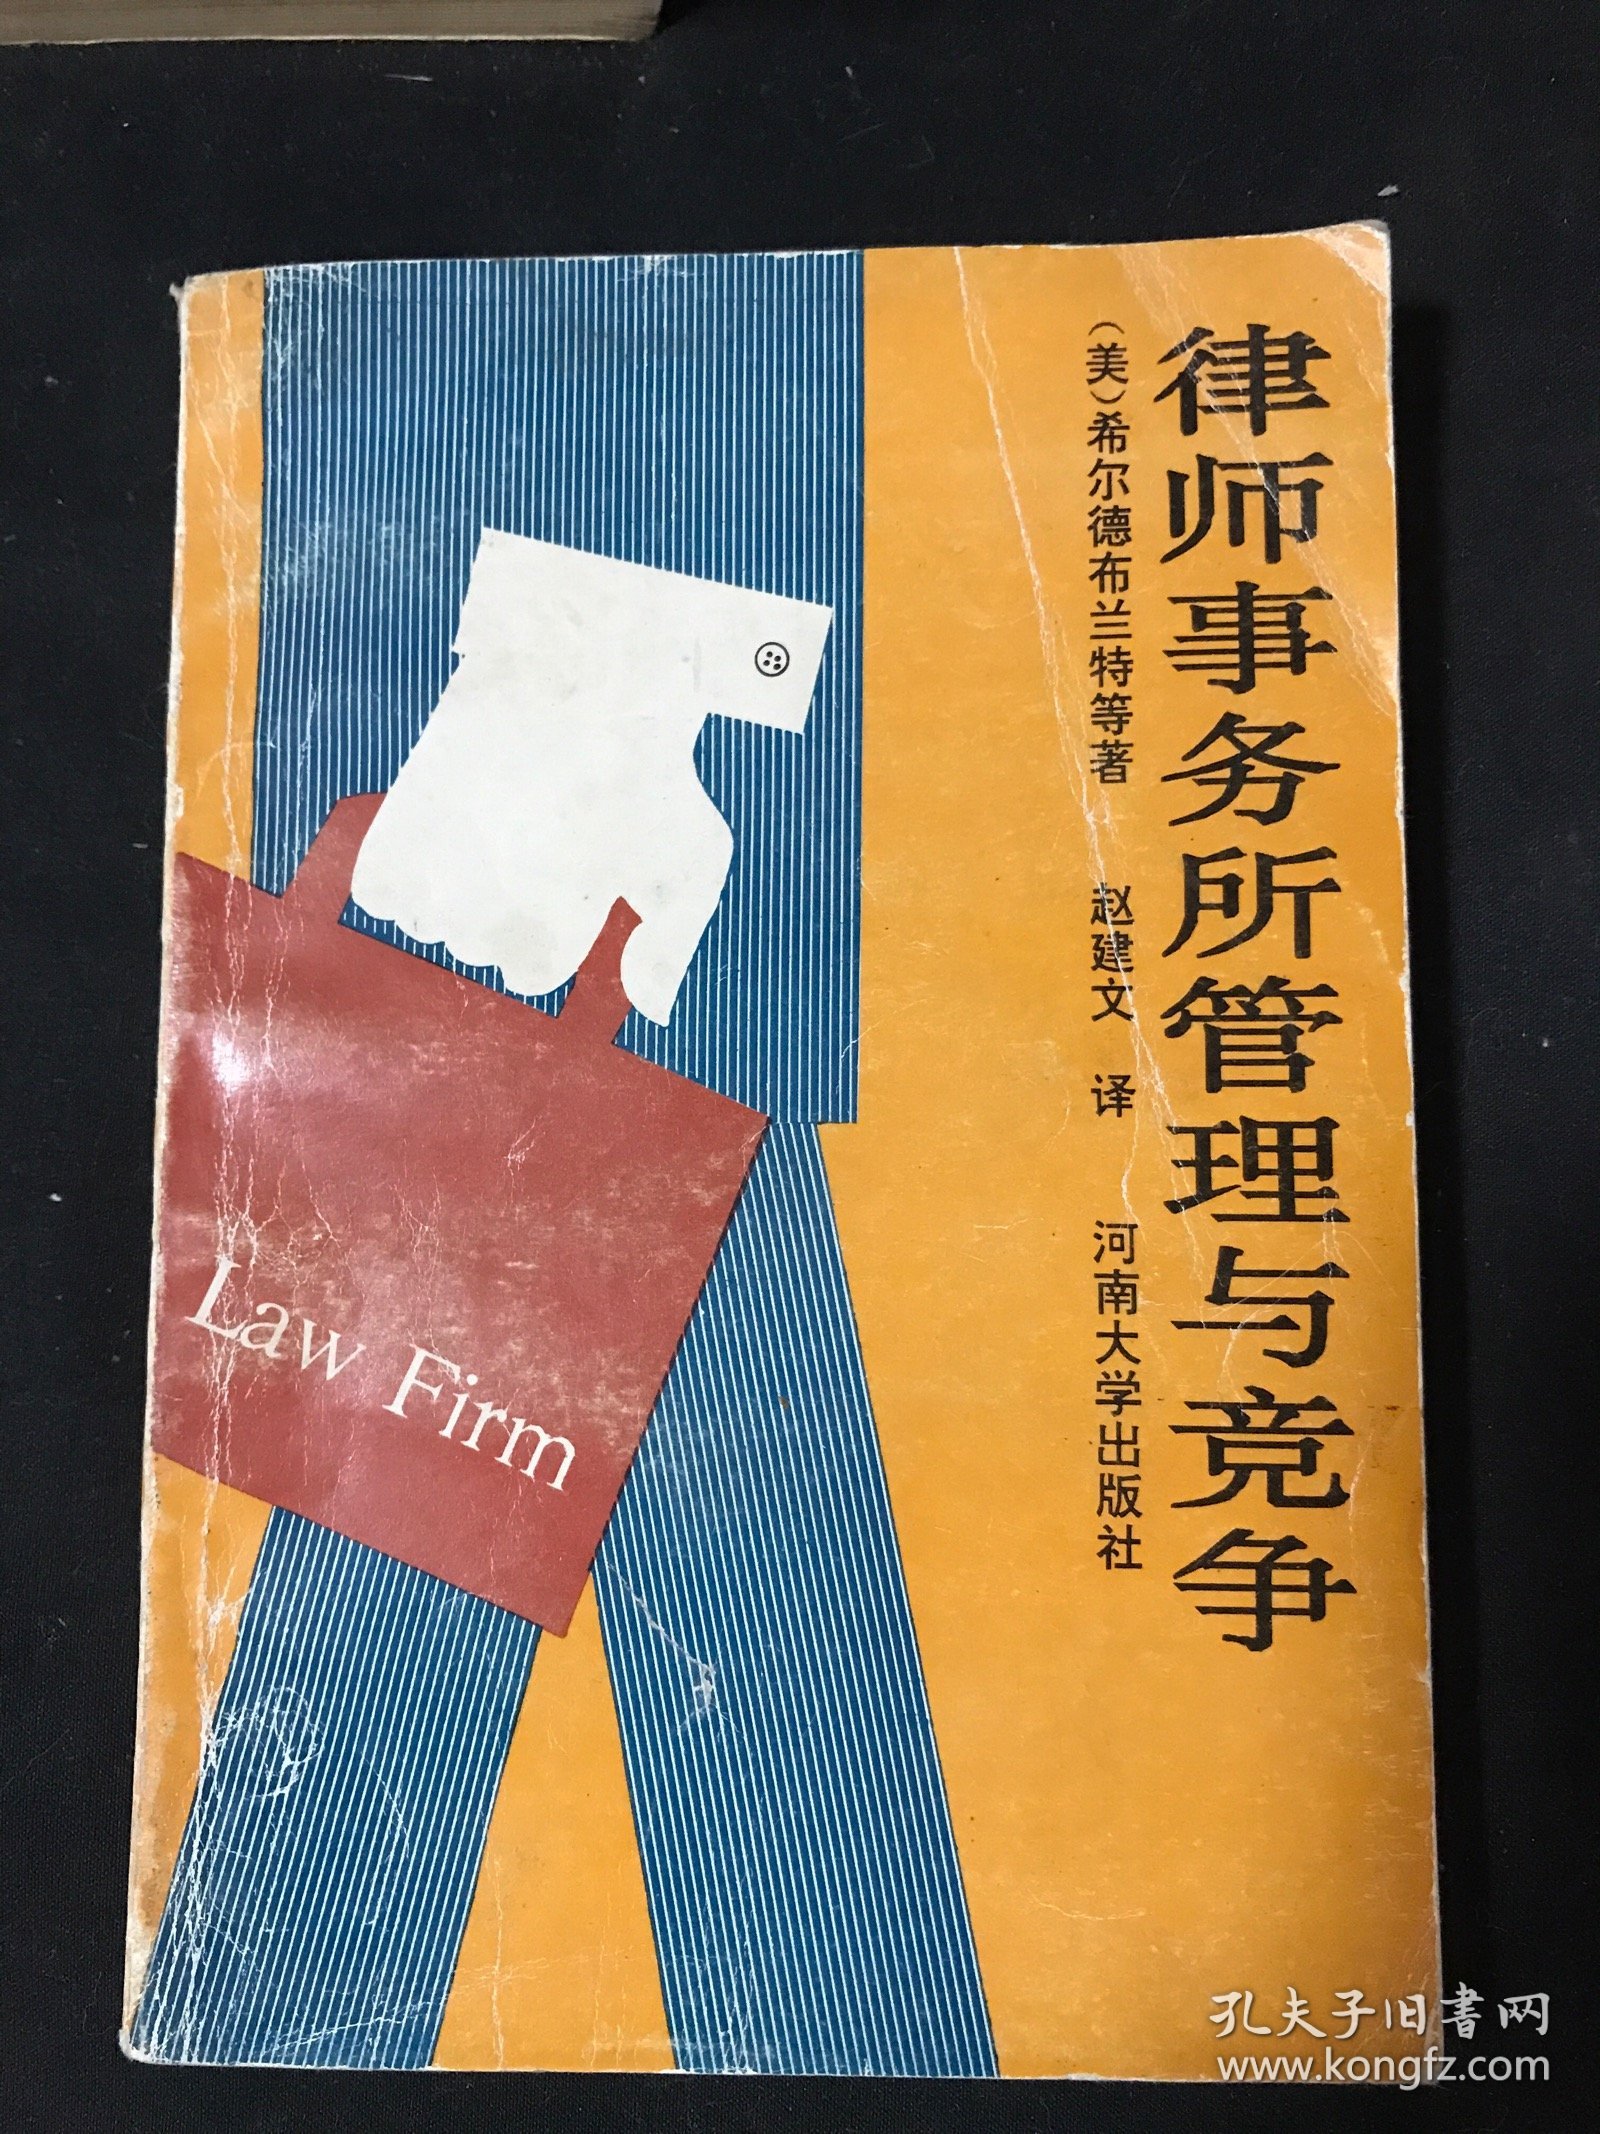 律师事务所管理与竞争
(美)希尔德布兰特等著 赵建文 译 河南大学出版社
Law Firm
孔夫子旧書网
www.kongfz.com